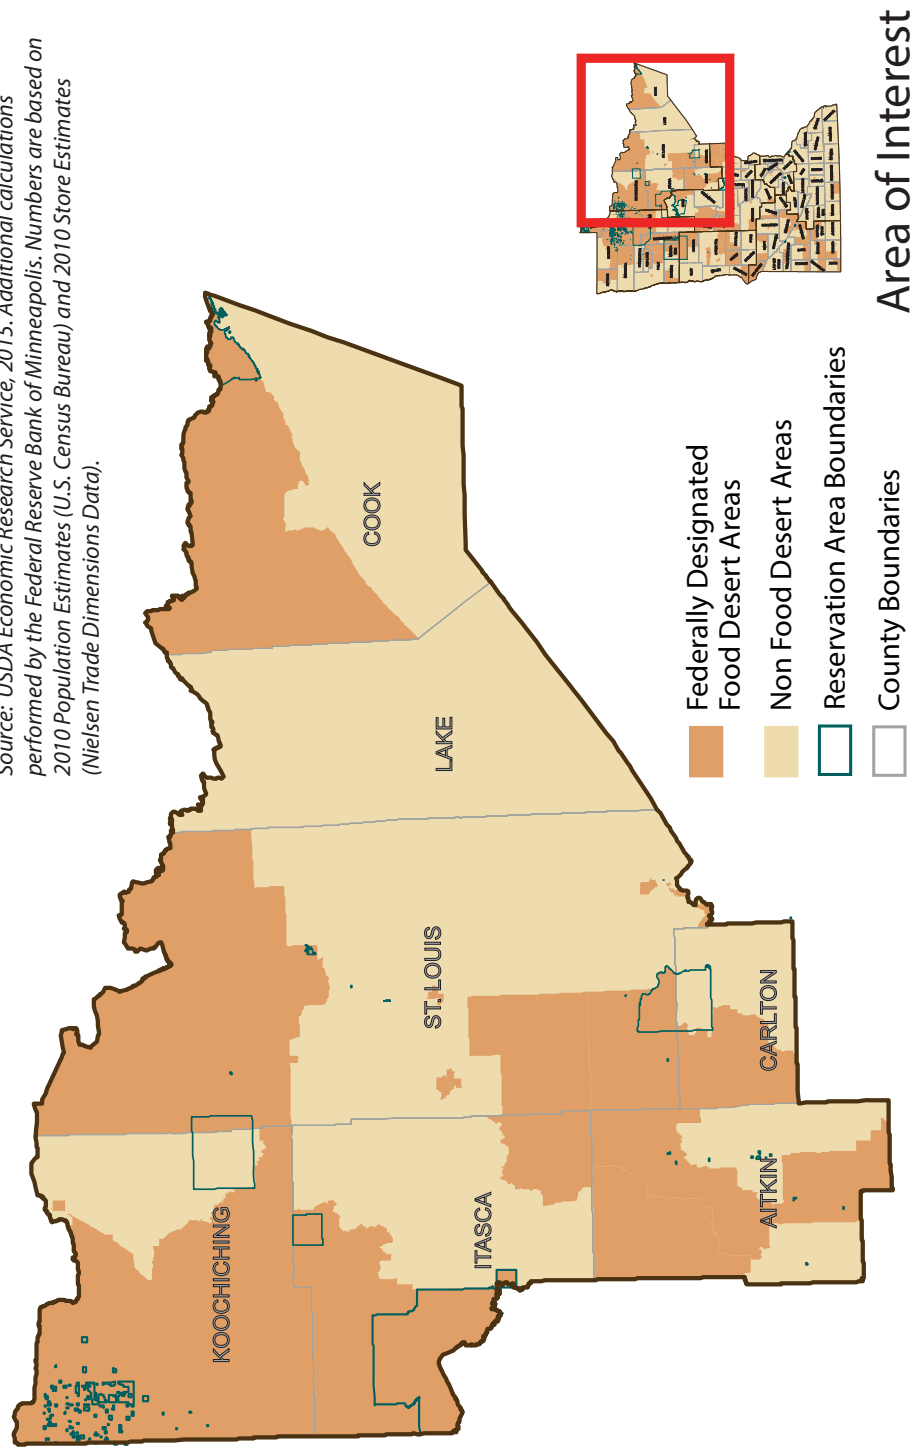 Source: USDA Economic Research Service, 2015. Additional calculations
performed by the Federal Reserve Bank of Minneapolis. Numbers are based on
2010 Population Estimates (U.S. Census Bureau) and 2010 Store Estimates
(Nielsen Trade Dimensions Data).
KOOCHICHING
ST. LOUIS
LAKE
COOK
ITASCA
AITKIN
CARLTON
Federally Designated
Food Desert Areas
Non Food Desert Areas
Reservation Area Boundaries
County Boundaries
Area of Interest